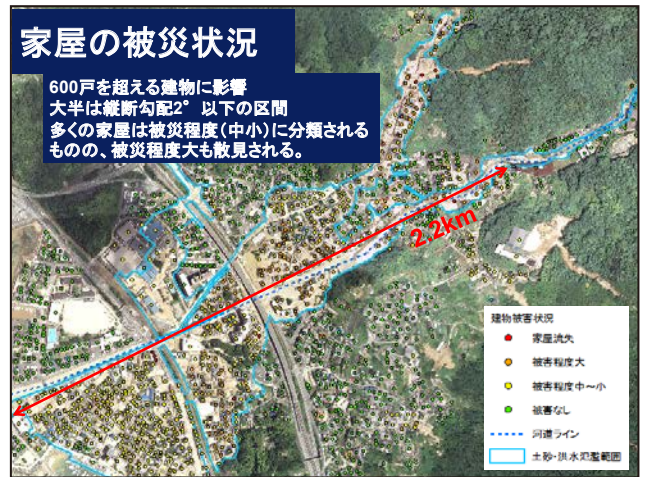 家屋の被災状況
600戸を超える建物に影響
大半は縦断勾配2°以下の区間
多くの家屋は被災程度(中小)に分類される
ものの、被災程度大も散見される。
2.2km
建物被害状況
家屋流失
被害程度大
被害程度中～小
被害なし
河道ライン
土砂・洪水氾濫範囲